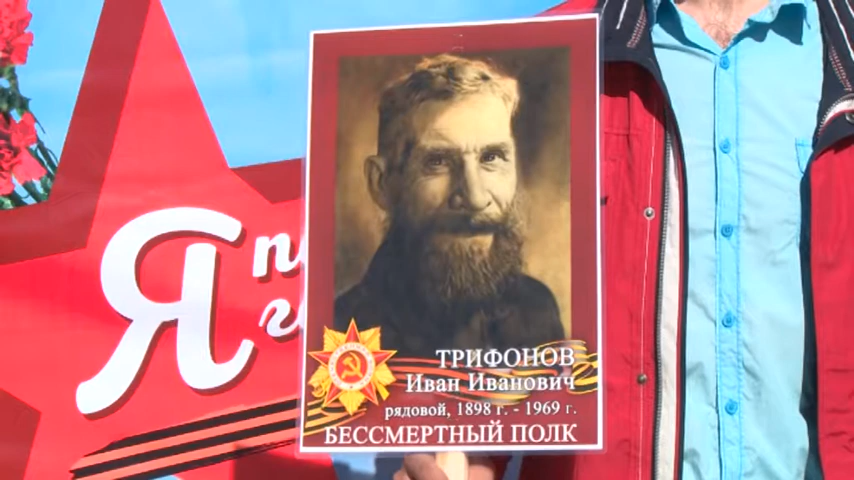 Я
ТРИФОНОВ
Иван Иванович
рядовой, 1898 г. - 1969 г.
БЕССМЕРТНЫЙ ПОЛК